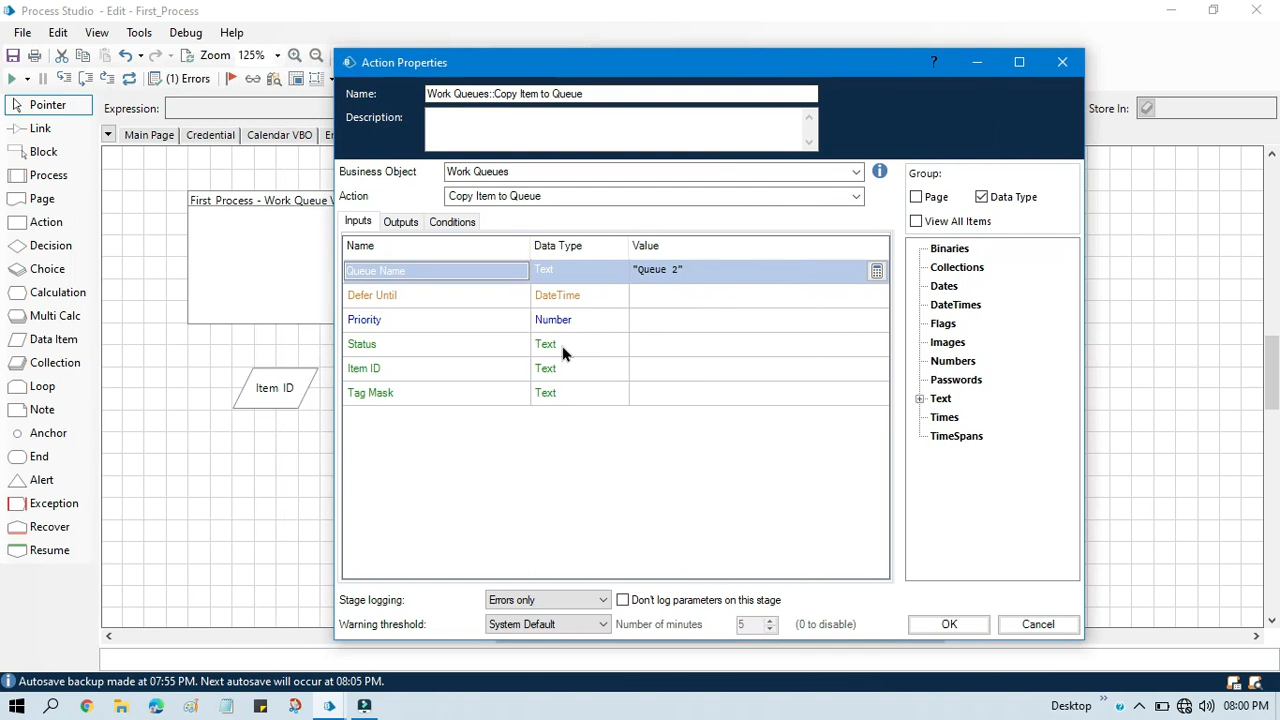 Process Studio - Edit - First_Process
File Edit View Tools Debug Help
Zoom 125%
(1) Errors
Action Properties
?
Name: Work Queues::Copy Item to Queue
Description:
Pointer
Expression:
Store In:
Link
Main Page Credential Calendar VBO
Block
Process
Page
Action
Decision
Choice
Calculation
Multi Calc
Data Item
Collection
Loop
Note
Anchor
End
Alert
Exception
Recover
Resume
First Process - Work Queue
Item ID
Business Object Work Queues
Action Copy Item to Queue
Inputs Outputs Conditions
Name Data Type Value
Queue Name Text "Queue 2"
Defer Until DateTime
Priority Number
Status Text
Item ID Text
Tag Mask Text
Group:
Page Data Type
View All Items
Binaries
Collections
Dates
DateTimes
Flags
Images
Numbers
Passwords
Text
Times
TimeSpans
Stage logging: Errors only Don't log parameters on this stage
Warning threshold: System Default Number of minutes 5 (0 to disable)
OK Cancel
Autosave backup made at 07:55 PM. Next autosave will occur at 08:05 PM.
Desktop 08:00 PM